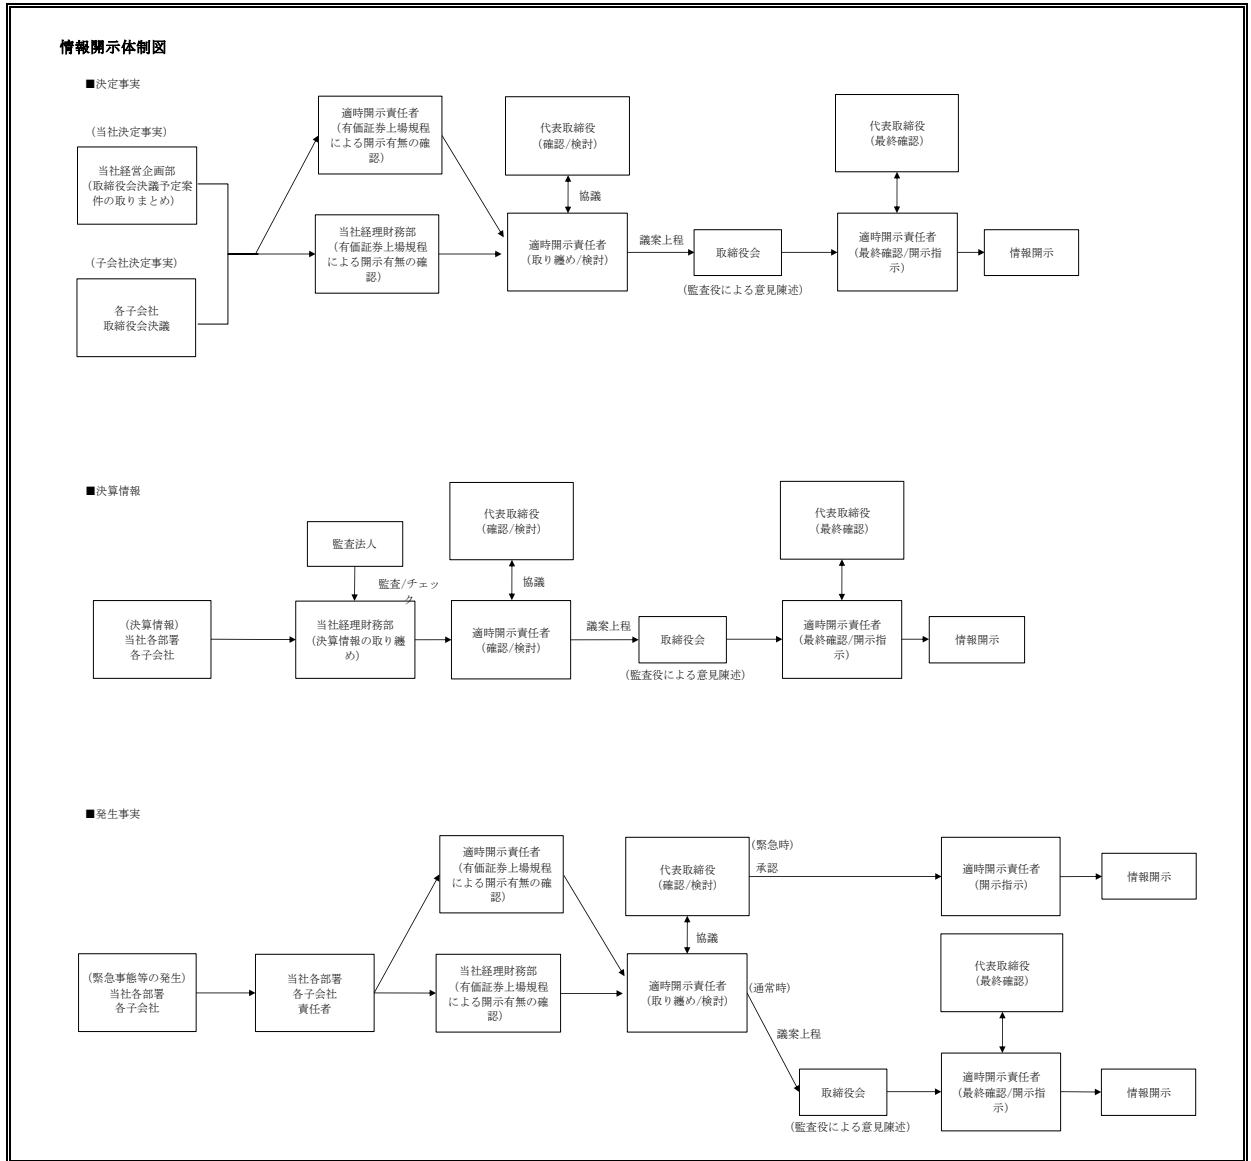 情報開示体制図
■決定事実
(当社決定事実)
当社経営企画部
(取締役会決議予定案
件の取りまとめ)
(子会社決定事実)
各子会社
取締役会決議
適時開示責任者
(有価証券上場規程
による開示有無の確
認)
当社経理財務部
(有価証券上場規程
による開示有無の確
認)
代表取締役
(確認/検討)
協議
適時開示責任者
(取り纏め/検討)
議案上程
取締役会
(監査役による意見陳述)
代表取締役
(最終確認)
適時開示責任者
(最終確認/開示指
示)
情報開示
■決算情報
(決算情報)
当社各部署
各子会社
監査法人
監査/チェッ
ク
当社経理財務部
(決算情報の取り纏
め)
代表取締役
(確認/検討)
協議
適時開示責任者
(確認/検討)
議案上程
取締役会
(監査役による意見陳述)
代表取締役
(最終確認)
適時開示責任者
(最終確認/開示指
示)
情報開示
■発生事実
(緊急事態等の発生)
当社各部署
各子会社
当社各部署
各子会社
責任者
適時開示責任者
(有価証券上場規程
による開示有無の確
認)
当社経理財務部
(有価証券上場規程
による開示有無の確
認)
代表取締役
(確認/検討)
協議
適時開示責任者
(取り纏め/検討)
(緊急時)
承認
適時開示責任者
(開示指示)
情報開示
(通常時)
議案上程
取締役会
(監査役による意見陳述)
代表取締役
(最終確認)
適時開示責任者
(最終確認/開示指
示)
情報開示